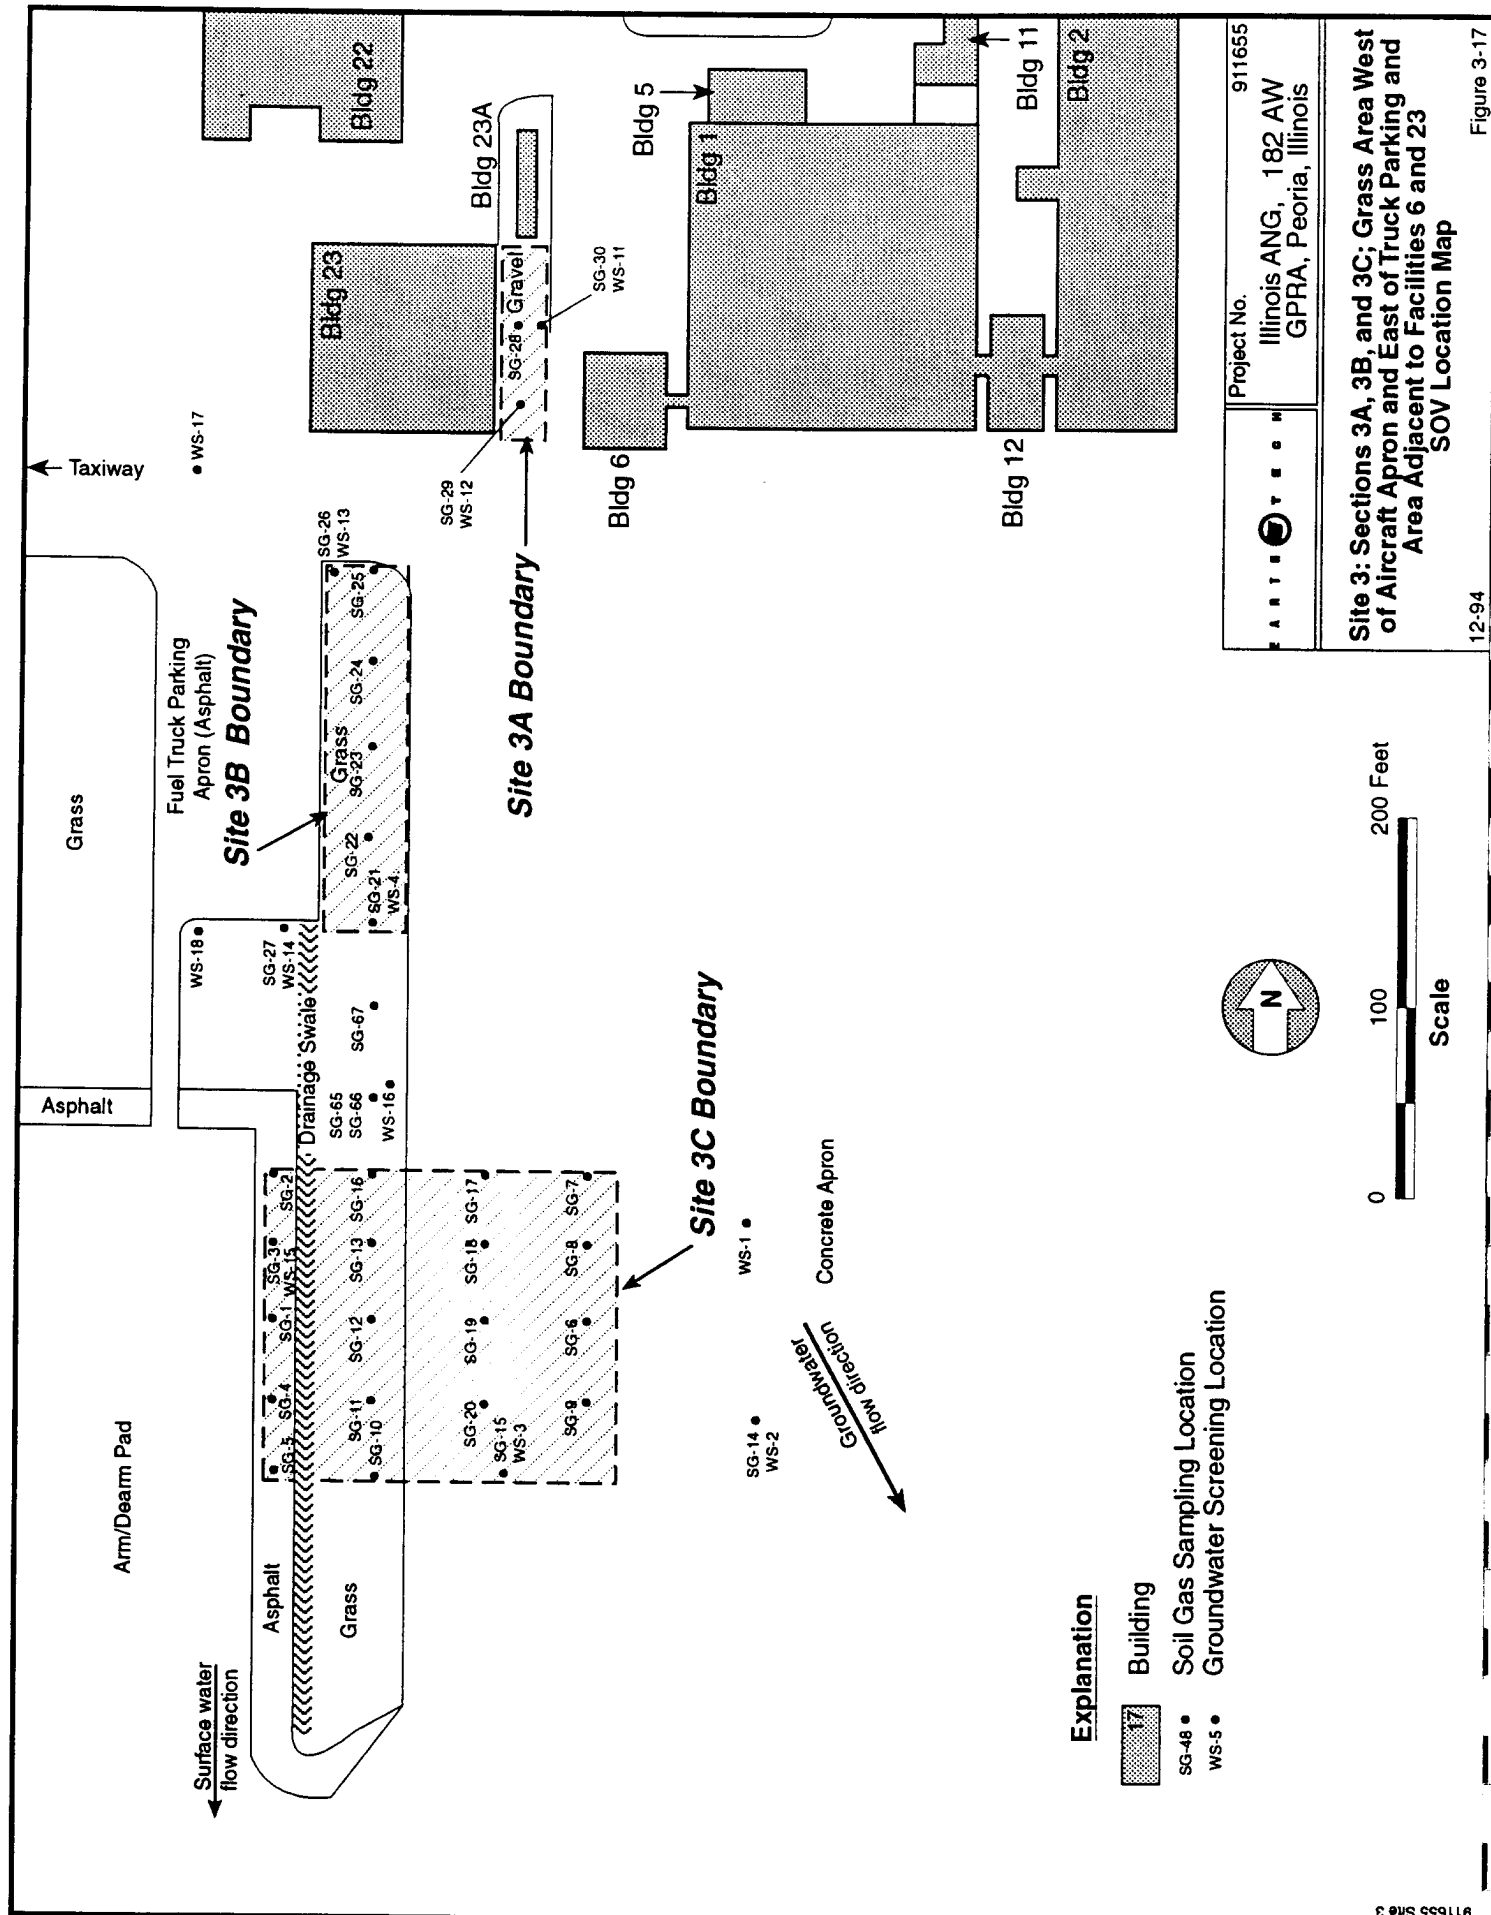 Taxiway
WS-17
Grass
Fuel Truck Parking
Apron (Asphalt)
Site 3B Boundary
Asphalt
Arm/Dearm Pad
Surface water
flow direction
Asphalt
Grass
Drainage Swale
WS-18
SG-27
WS-14
SG-26
WS-13
SG-25
SG-24
Grass
SG-23
SG-22
SG-21
WS-4
SG-67
SG-65
SG-66
WS-16
SG-5
SG-4
SG-1
SG-3
WS-15
SG-2
SG-10
SG-11
SG-12
SG-13
SG-16
SG-20
SG-19
SG-18
SG-17
SG-15
WS-3
SG-9
SG-6
SG-8
SG-7
Site 3C Boundary
WS-1
SG-14
WS-2
Concrete Apron
Groundwater
flow direction
Site 3A Boundary
SG-29
WS-12
SG-28
Gravel
SG-30
WS-11
Bldg 22
Bldg 23
Bldg 23A
Bldg 5
Bldg 1
Bldg 6
Bldg 11
Bldg 2
Bldg 12
Explanation
17
Building
SG-48
Soil Gas Sampling Location
WS-5
Groundwater Screening Location
N
0
100
200 Feet
Scale
EARTH TECH
Project No.
911655
Illinois ANG, 182 AW
GPRA, Peoria, Illinois
Site 3: Sections 3A, 3B, and 3C; Grass Area West
of Aircraft Apron and East of Truck Parking and
Area Adjacent to Facilities 6 and 23
SOV Location Map
12-94
Figure 3-17
911655 Site 3